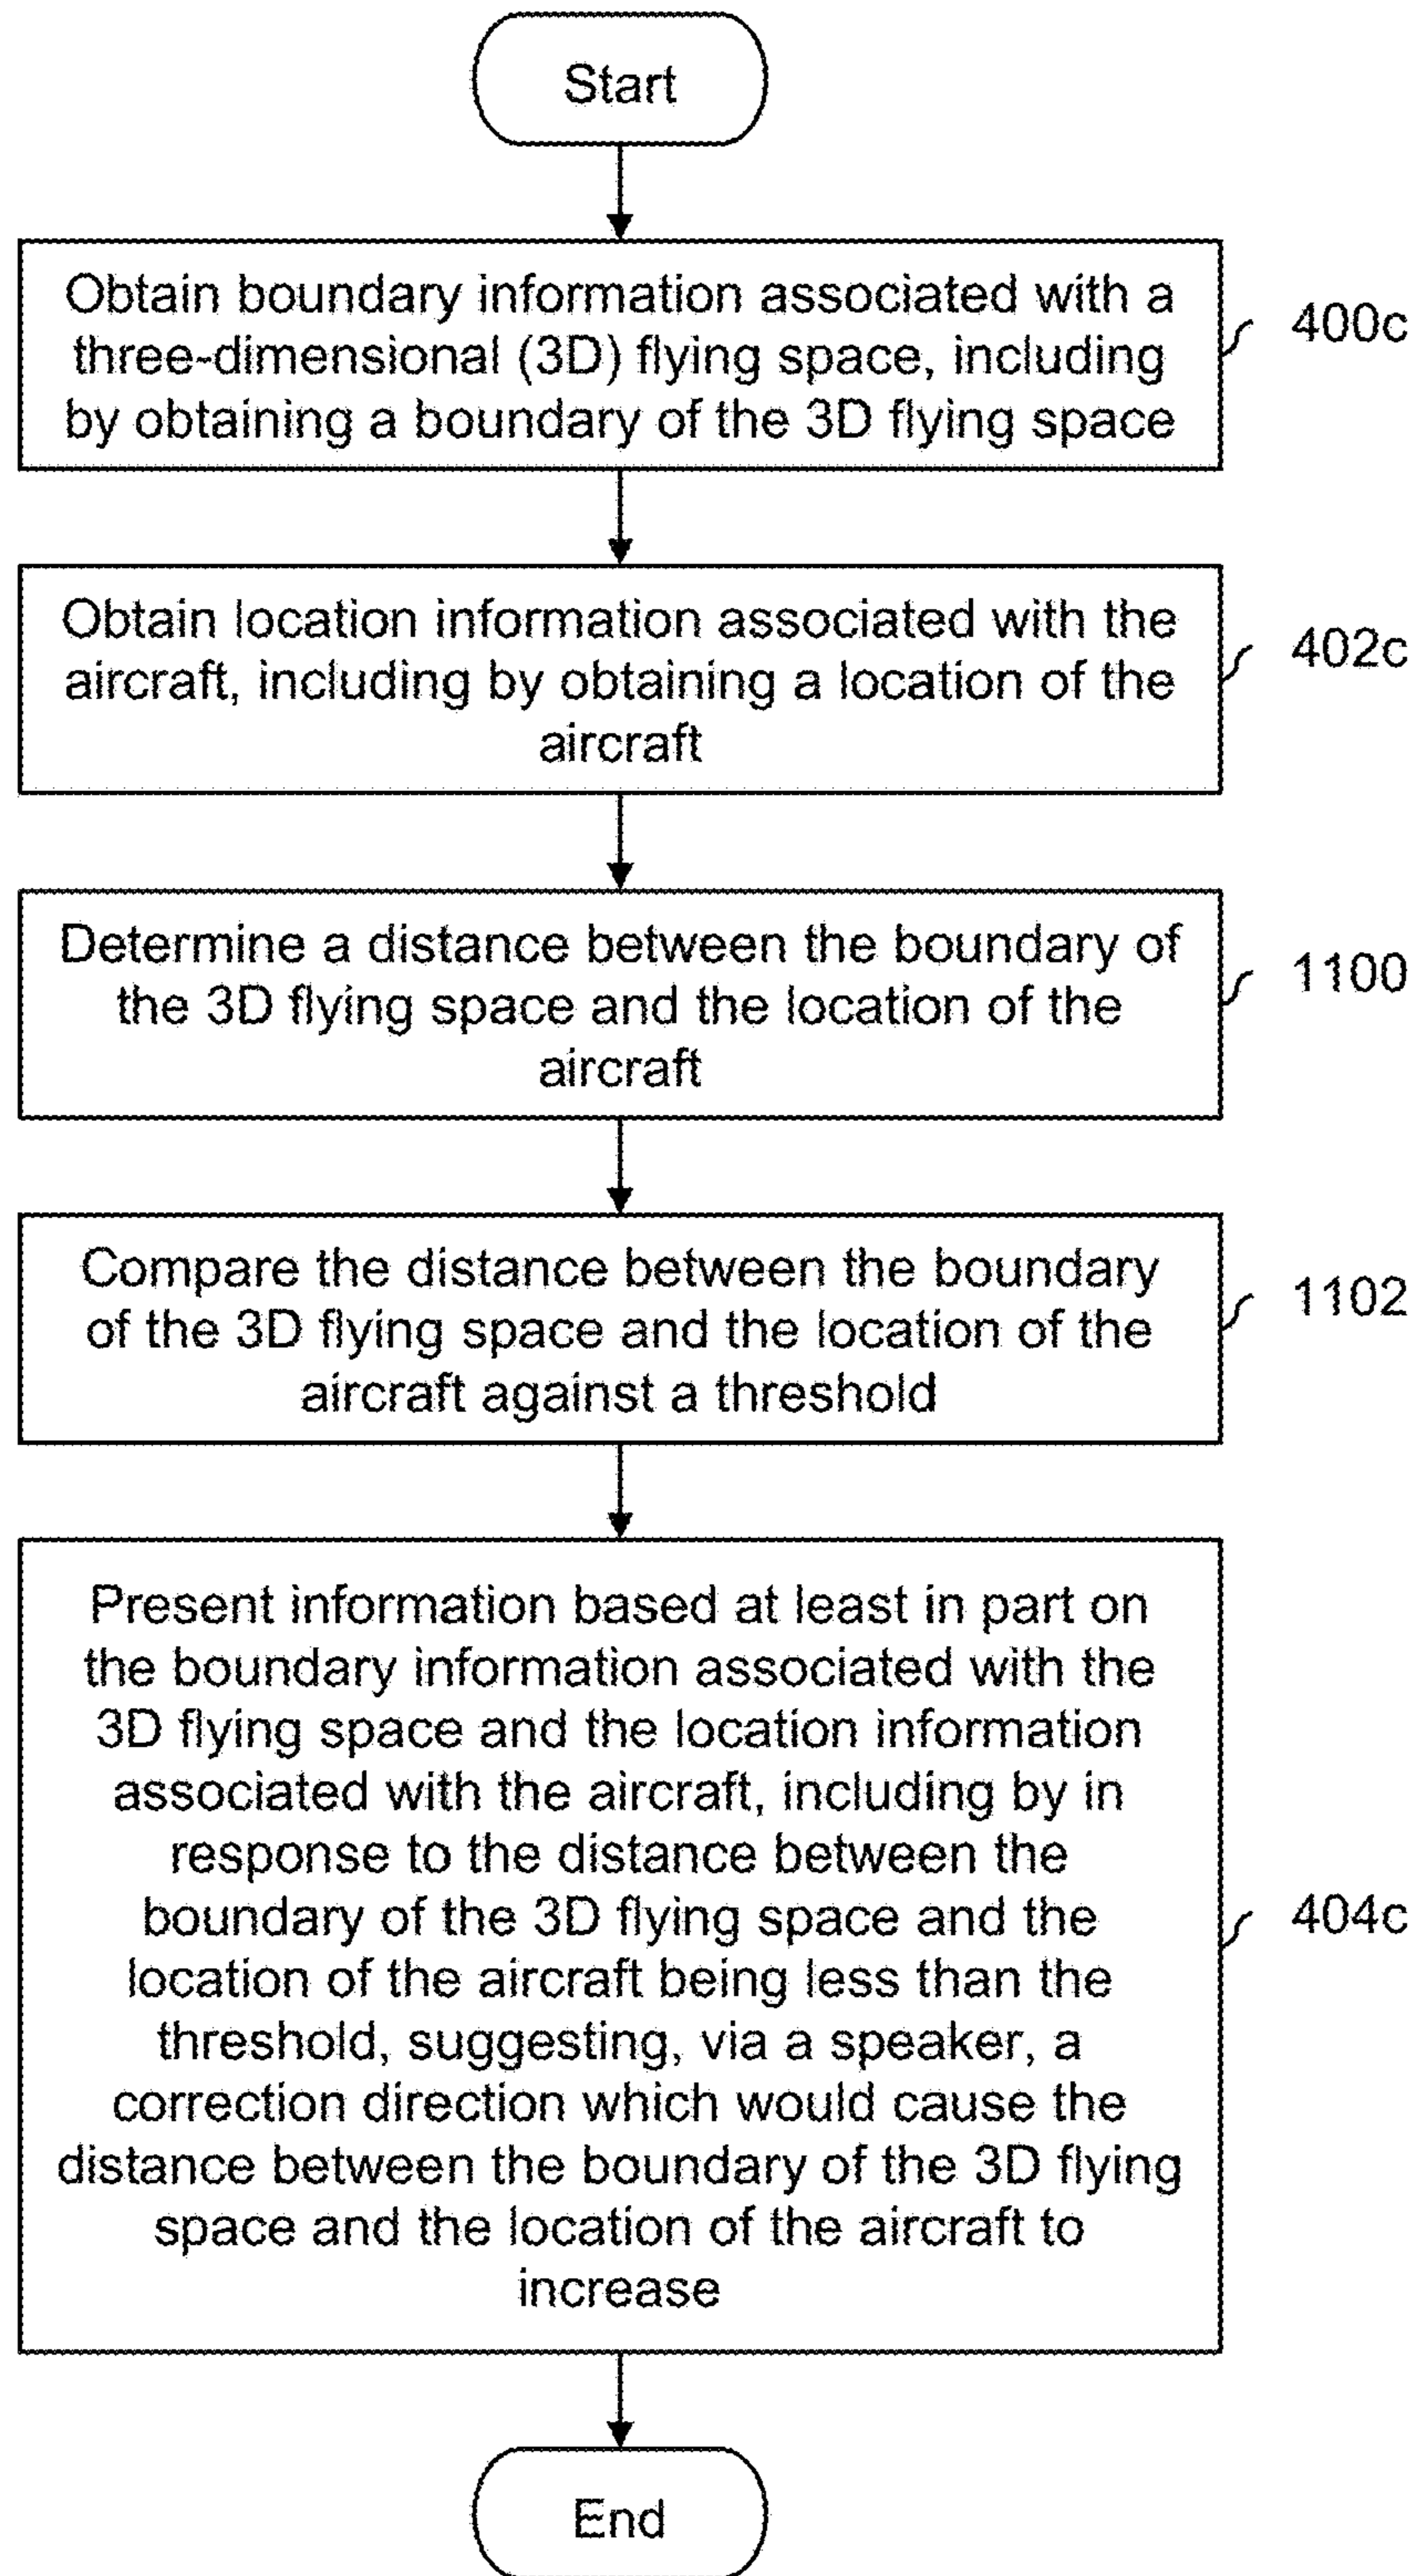 Start
Obtain boundary information associated with a
three-dimensional (3D) flying space, including
by obtaining a boundary of the 3D flying space
400c
Obtain location information associated with the
aircraft, including by obtaining a location of the
aircraft
402c
Determine a distance between the boundary of
the 3D flying space and the location of the
aircraft
1100
Compare the distance between the boundary
of the 3D flying space and the location of the
aircraft against a threshold
1102
Present information based at least in part on
the boundary information associated with the
3D flying space and the location information
associated with the aircraft, including by in
response to the distance between the
boundary of the 3D flying space and the
location of the aircraft being less than the
threshold, suggesting, via a speaker, a
correction direction which would cause the
distance between the boundary of the 3D flying
space and the location of the aircraft to
increase
404c
End